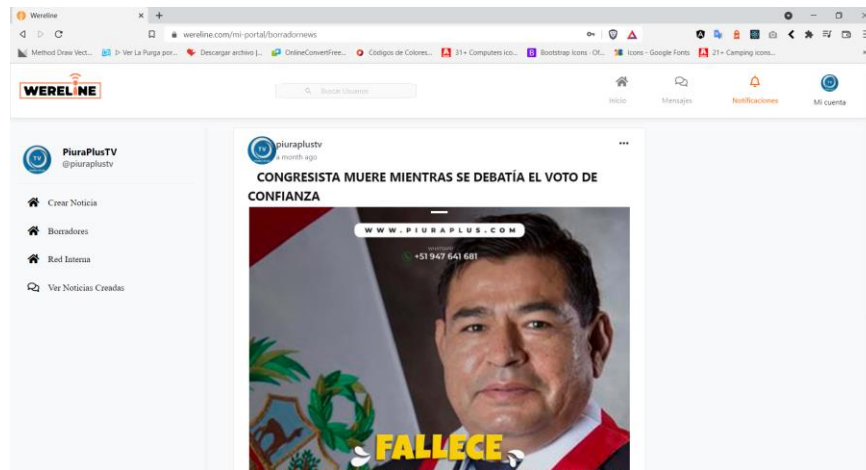 Wereline
wereline.com/mi-portal/borradornews
Method Draw Vect...
Ver La Purga por...
Descargar archivo |...
OnlineConvertFree...
Códigos de Colores...
31+ Computers ico...
Bootstrap Icons · Of...
Icons - Google Fonts
21+ Camping icons...
WERELINE
Buscar Usuarios
Inicio
Mensajes
Notificaciones
Mi cuenta
TV
PiuraPlusTV
@piuraplustv
Crear Noticia
Borradores
Red Interna
Ver Noticias Creadas
TV
piuraplustv
a month ago
CONGRESISTA MUERE MIENTRAS SE DEBATÍA EL VOTO DE
CONFIANZA
WWW.PIURAPLUS.COM
+51 947 641 681
FALLECE